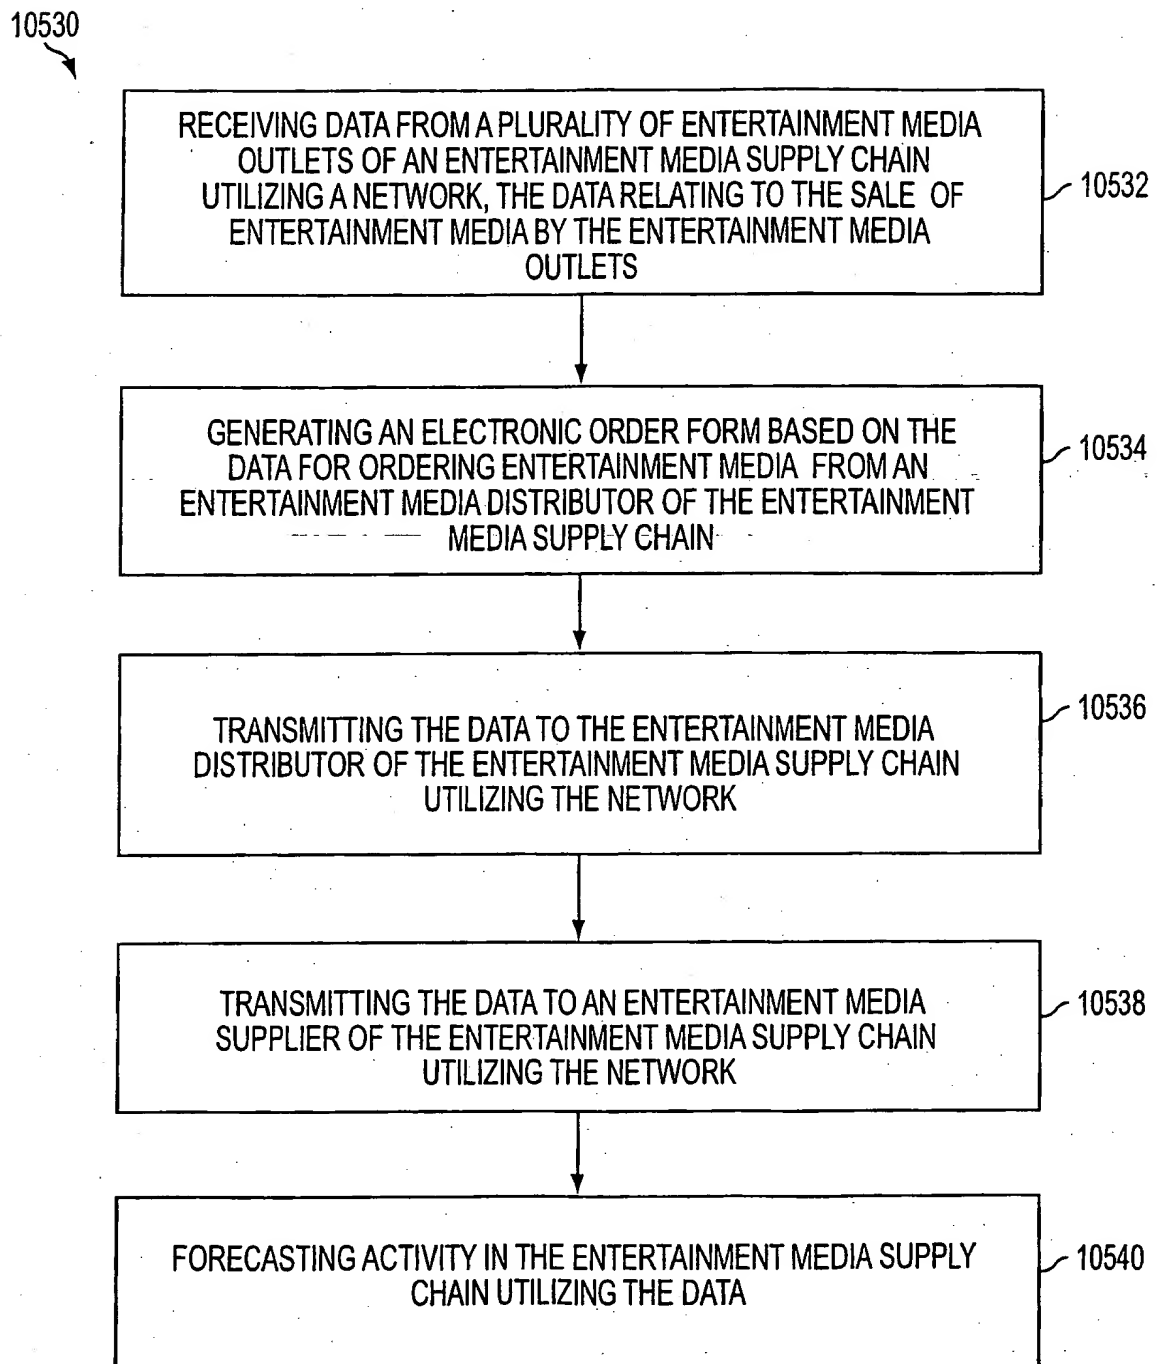 10530
RECEIVING DATA FROM A PLURALITY OF ENTERTAINMENT MEDIA
OUTLETS OF AN ENTERTAINMENT MEDIA SUPPLY CHAIN
UTILIZING A NETWORK, THE DATA RELATING TO THE SALE OF
ENTERTAINMENT MEDIA BY THE ENTERTAINMENT MEDIA
OUTLETS
10532
GENERATING AN ELECTRONIC ORDER FORM BASED ON THE
DATA FOR ORDERING ENTERTAINMENT MEDIA FROM AN
ENTERTAINMENT MEDIA DISTRIBUTOR OF THE ENTERTAINMENT
MEDIA SUPPLY CHAIN
10534
TRANSMITTING THE DATA TO THE ENTERTAINMENT MEDIA
DISTRIBUTOR OF THE ENTERTAINMENT MEDIA SUPPLY CHAIN
UTILIZING THE NETWORK
10536
TRANSMITTING THE DATA TO AN ENTERTAINMENT MEDIA
SUPPLIER OF THE ENTERTAINMENT MEDIA SUPPLY CHAIN
UTILIZING THE NETWORK
10538
FORECASTING ACTIVITY IN THE ENTERTAINMENT MEDIA SUPPLY
CHAIN UTILIZING THE DATA
10540